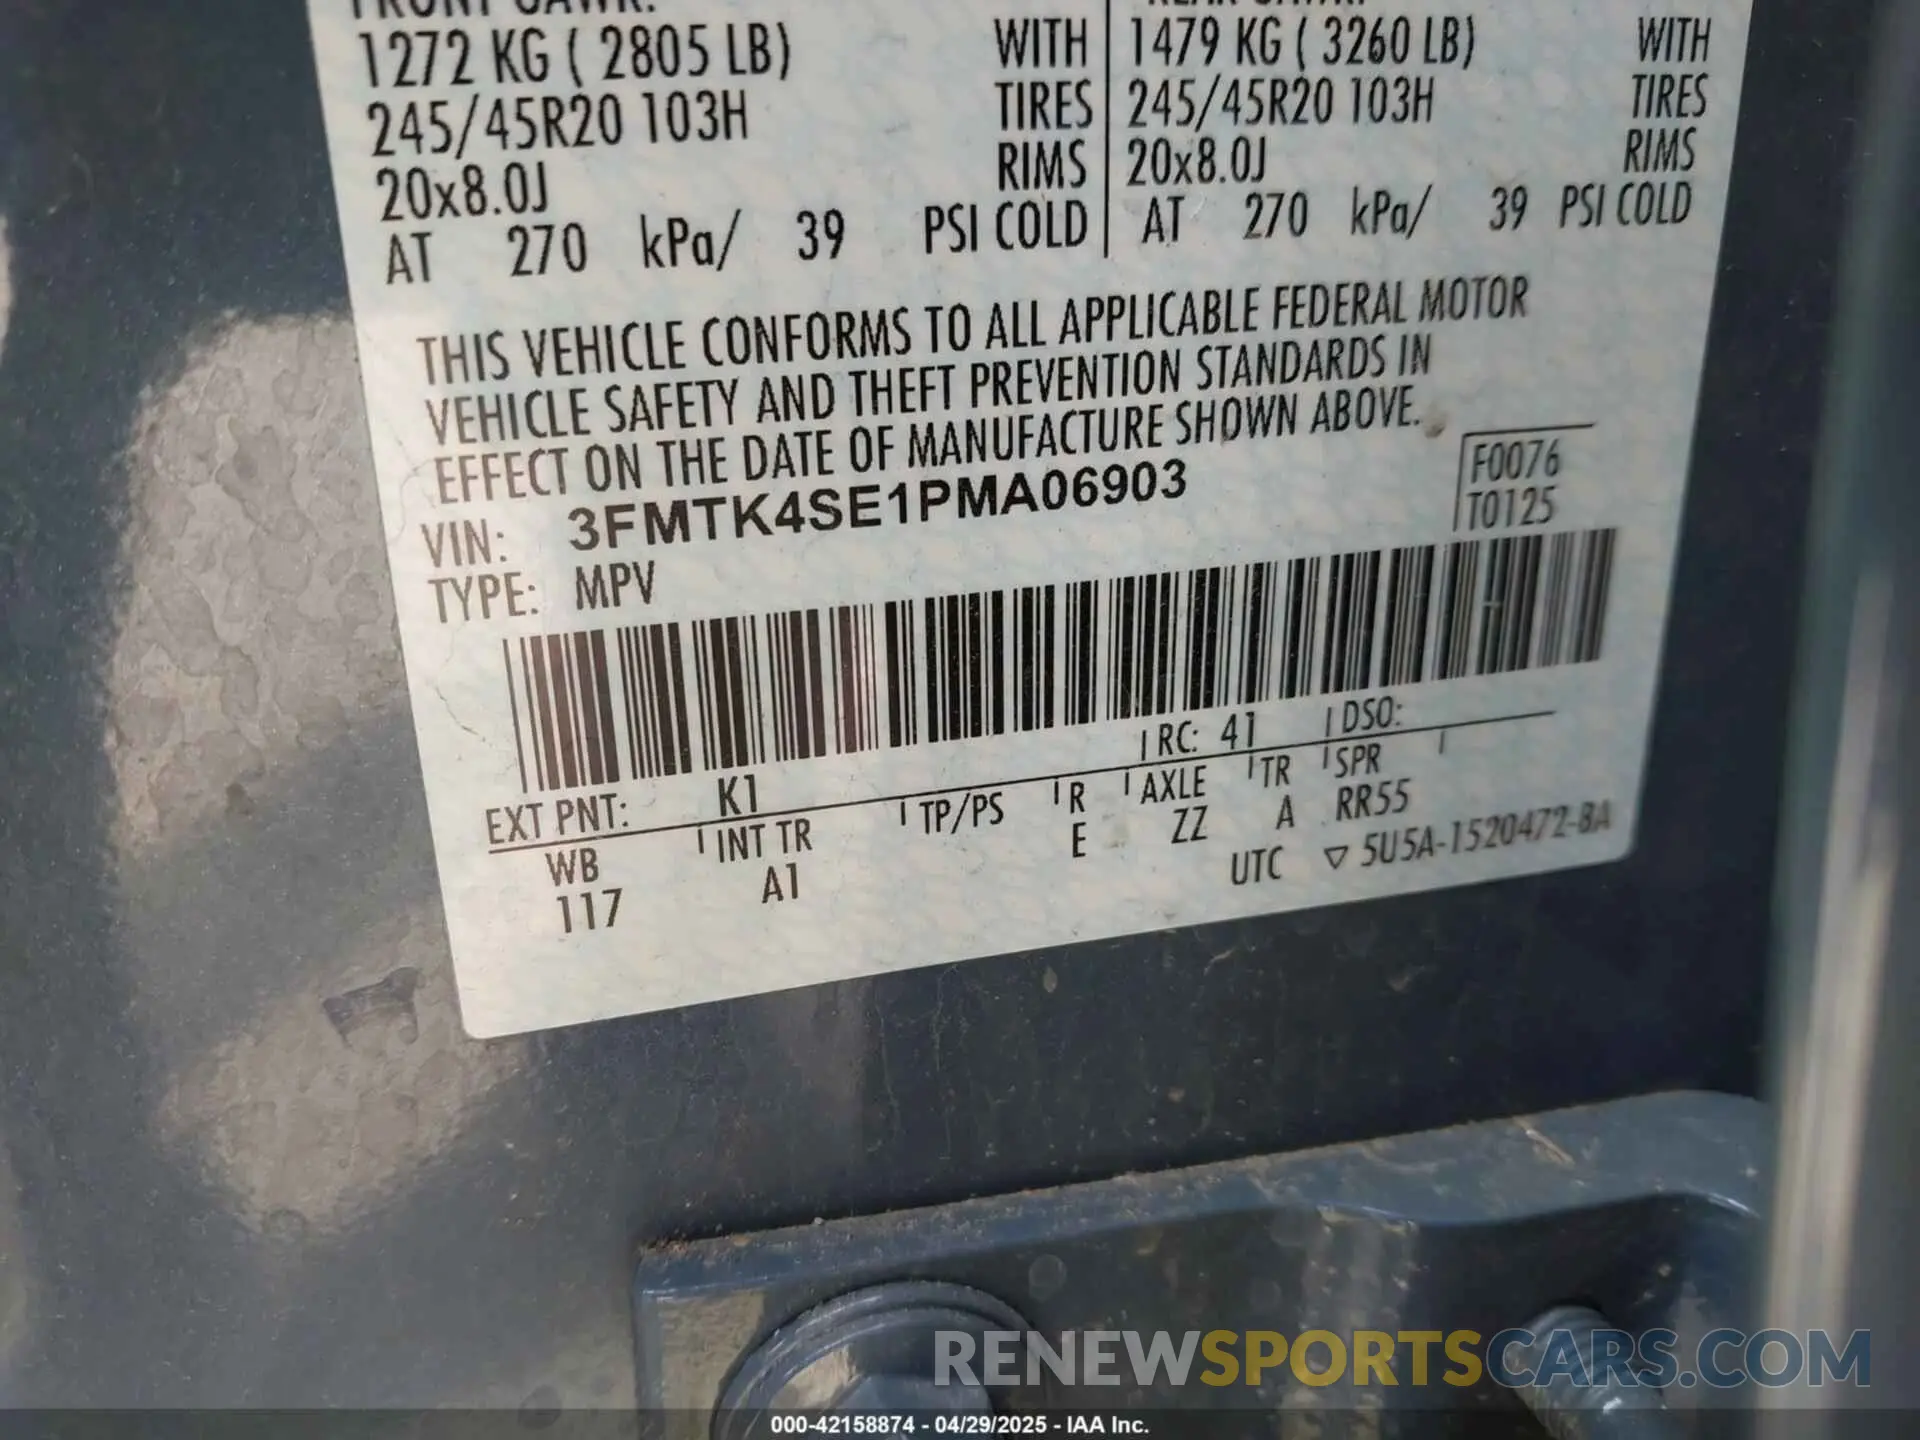 FRONT GAWR:
REAR GAWR:
1272 KG ( 2805 LB) WITH
245/45R20 103H TIRES
20x8.0J RIMS
AT 270 kPa/ 39 PSI COLD
1479 KG ( 3260 LB) WITH
245/45R20 103H TIRES
20x8.0J RIMS
AT 270 kPa/ 39 PSI COLD
THIS VEHICLE CONFORMS TO ALL APPLICABLE FEDERAL MOTOR
VEHICLE SAFETY AND THEFT PREVENTION STANDARDS IN
EFFECT ON THE DATE OF MANUFACTURE SHOWN ABOVE.
F0076
T0125
VIN: 3FMTK4SE1PMA06903
TYPE: MPV
EXT PNT: K1 RC: 41 DSO:
WB INT TR TP/PS R AXLE TR SPR
117 A1 E ZZ A RR55
UTC ▽ 5U5A-1520472-BA
RENEWSPORTSCARS.COM
000-42158874 - 04/29/2025 - IAA Inc.